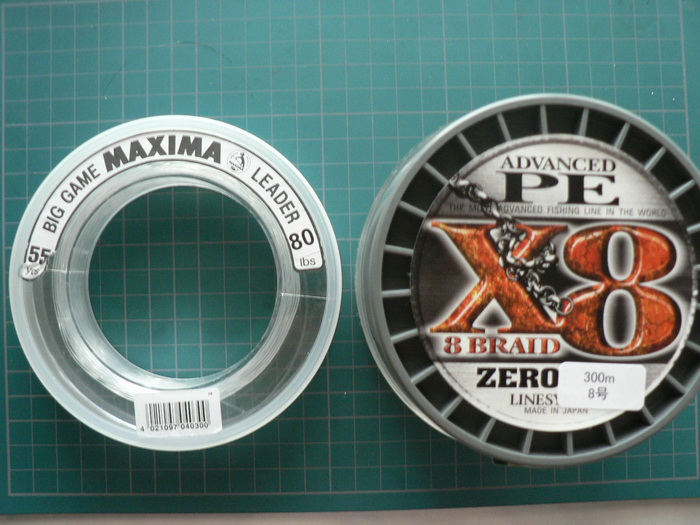 BIG GAME MAXIMA LEADER
55
yds
80
lbs
4 021097 040300
ADVANCED
PE
THE MOST ADVANCED FISHING LINE IN THE WORLD
X8
8 BRAID
ZERO
300m
8号
MADE IN JAPAN